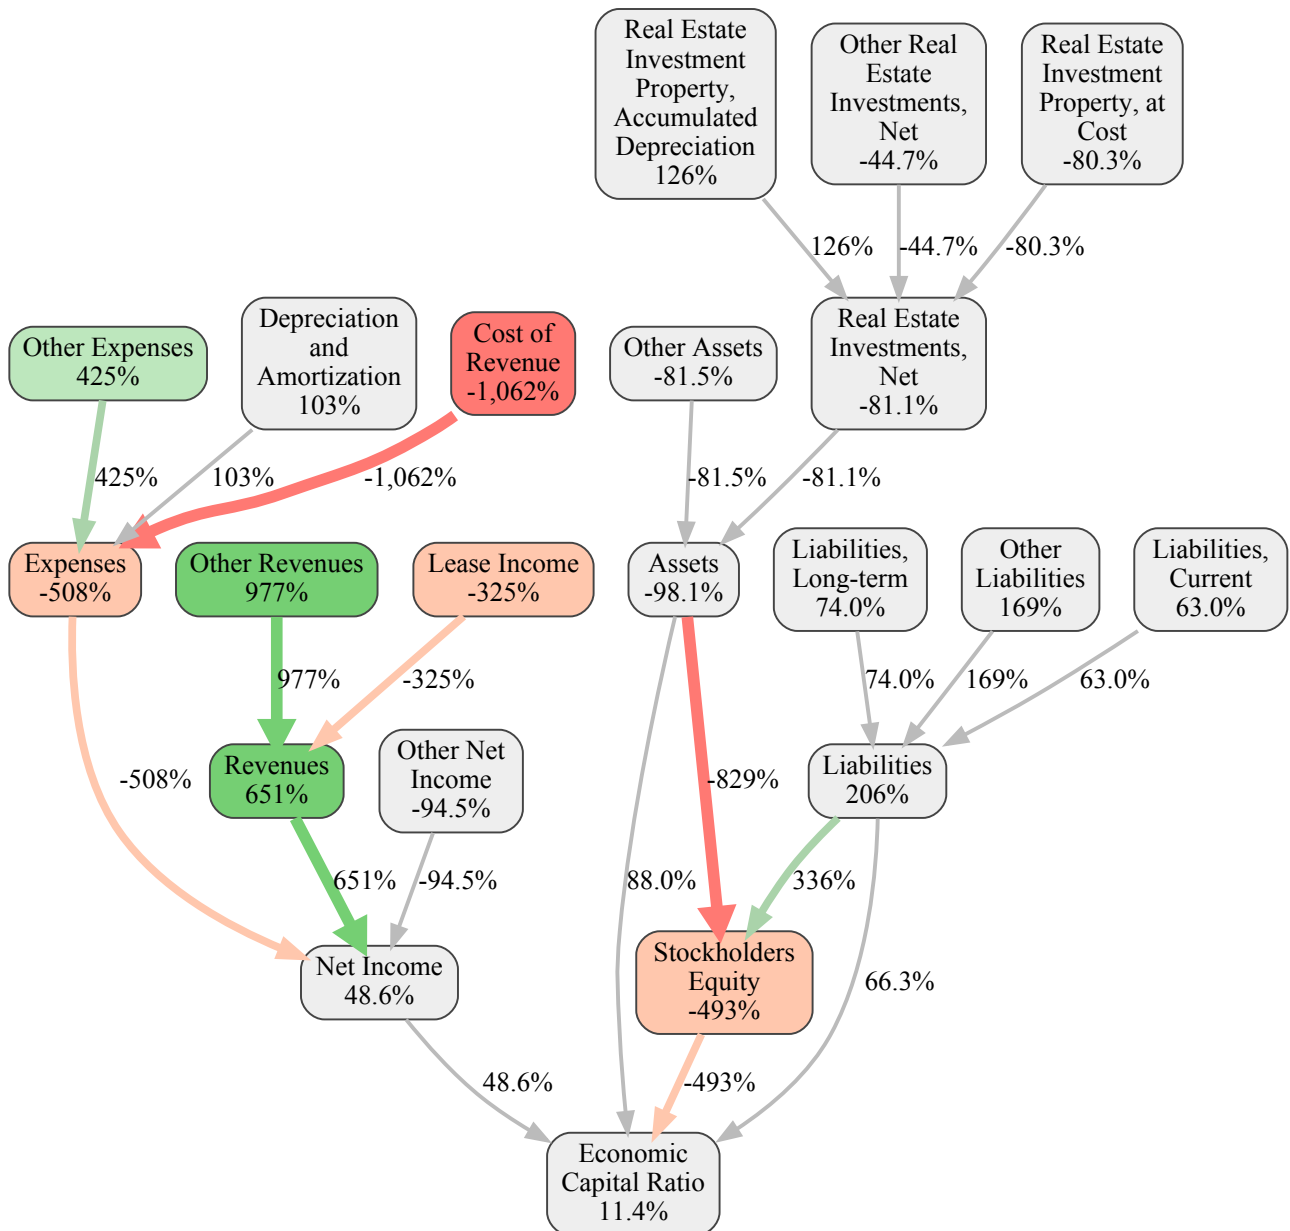 Real Estate
Investment
Property,
Accumulated
Depreciation
126%
Other Real
Estate
Investments,
Net
-44.7%
Real Estate
Investment
Property, at
Cost
-80.3%
126%
-44.7%
-80.3%
Other Expenses
425%
Depreciation
and
Amortization
103%
Cost of
Revenue
-1,062%
Other Assets
-81.5%
Real Estate
Investments,
Net
-81.1%
425%
103%
-1,062%
-81.5%
-81.1%
Expenses
-508%
Other Revenues
977%
Lease Income
-325%
Assets
-98.1%
Liabilities,
Long-term
74.0%
Other
Liabilities
169%
Liabilities,
Current
63.0%
977%
-325%
74.0%
169%
63.0%
-508%
Revenues
651%
Other Net
Income
-94.5%
-829%
Liabilities
206%
651%
-94.5%
88.0%
336%
Net Income
48.6%
Stockholders
Equity
-493%
66.3%
48.6%
-493%
Economic
Capital Ratio
11.4%